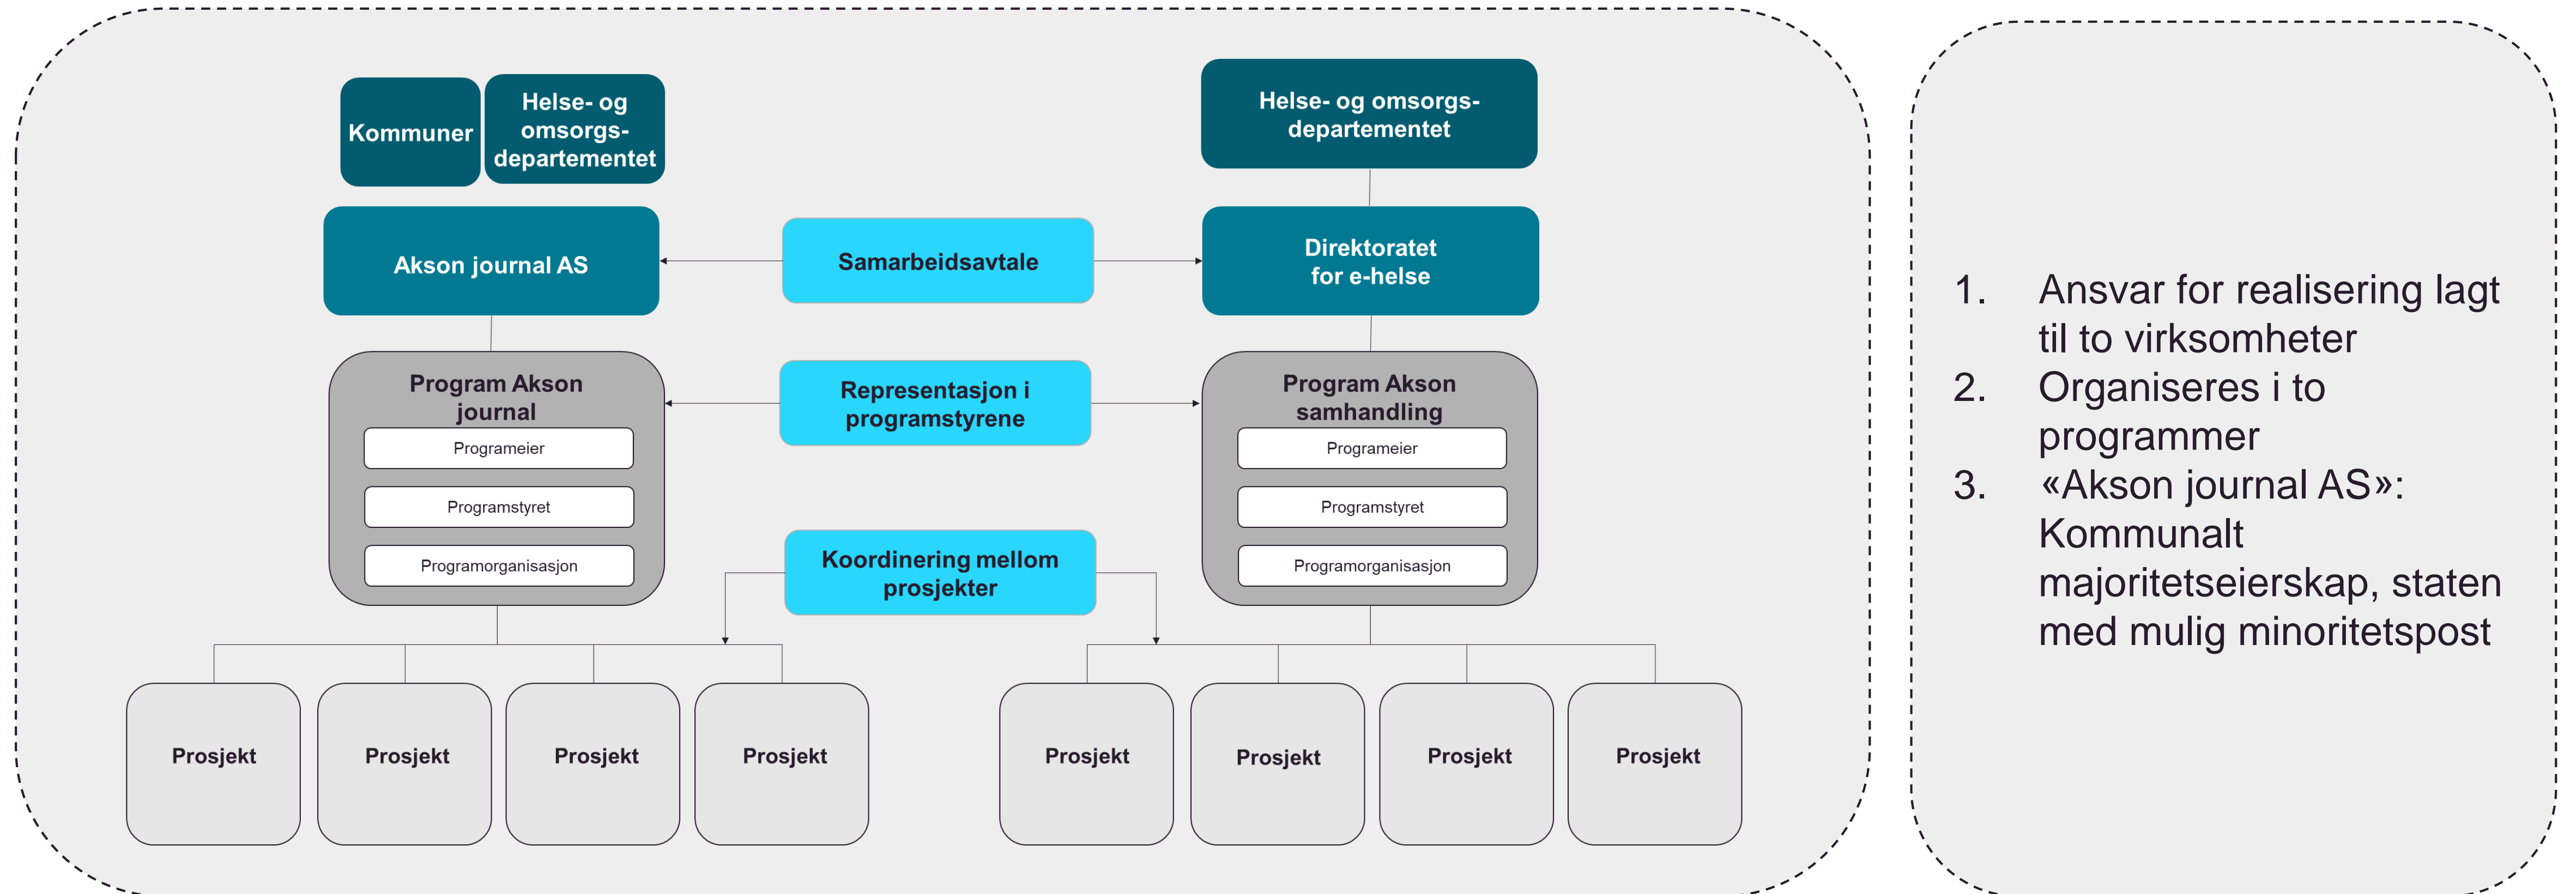 Kommuner
Helse- og
omsorgs-
departementet
Helse- og omsorgs-
departementet
Akson journal AS
Samarbeidsavtale
Direktoratet
for e-helse
Program Akson
journal
Programeier
Programstyret
Programorganisasjon
Representasjon i
programstyrene
Program Akson
samhandling
Programeier
Programstyret
Programorganisasjon
Koordinering mellom
prosjekter
Prosjekt
Prosjekt
Prosjekt
Prosjekt
Prosjekt
Prosjekt
Prosjekt
Prosjekt
1. Ansvar for realisering lagt
til to virksomheter
2. Organiseres i to
programmer
3. «Akson journal AS»:
Kommunalt
majoritetseierskap, staten
med mulig minoritetspost